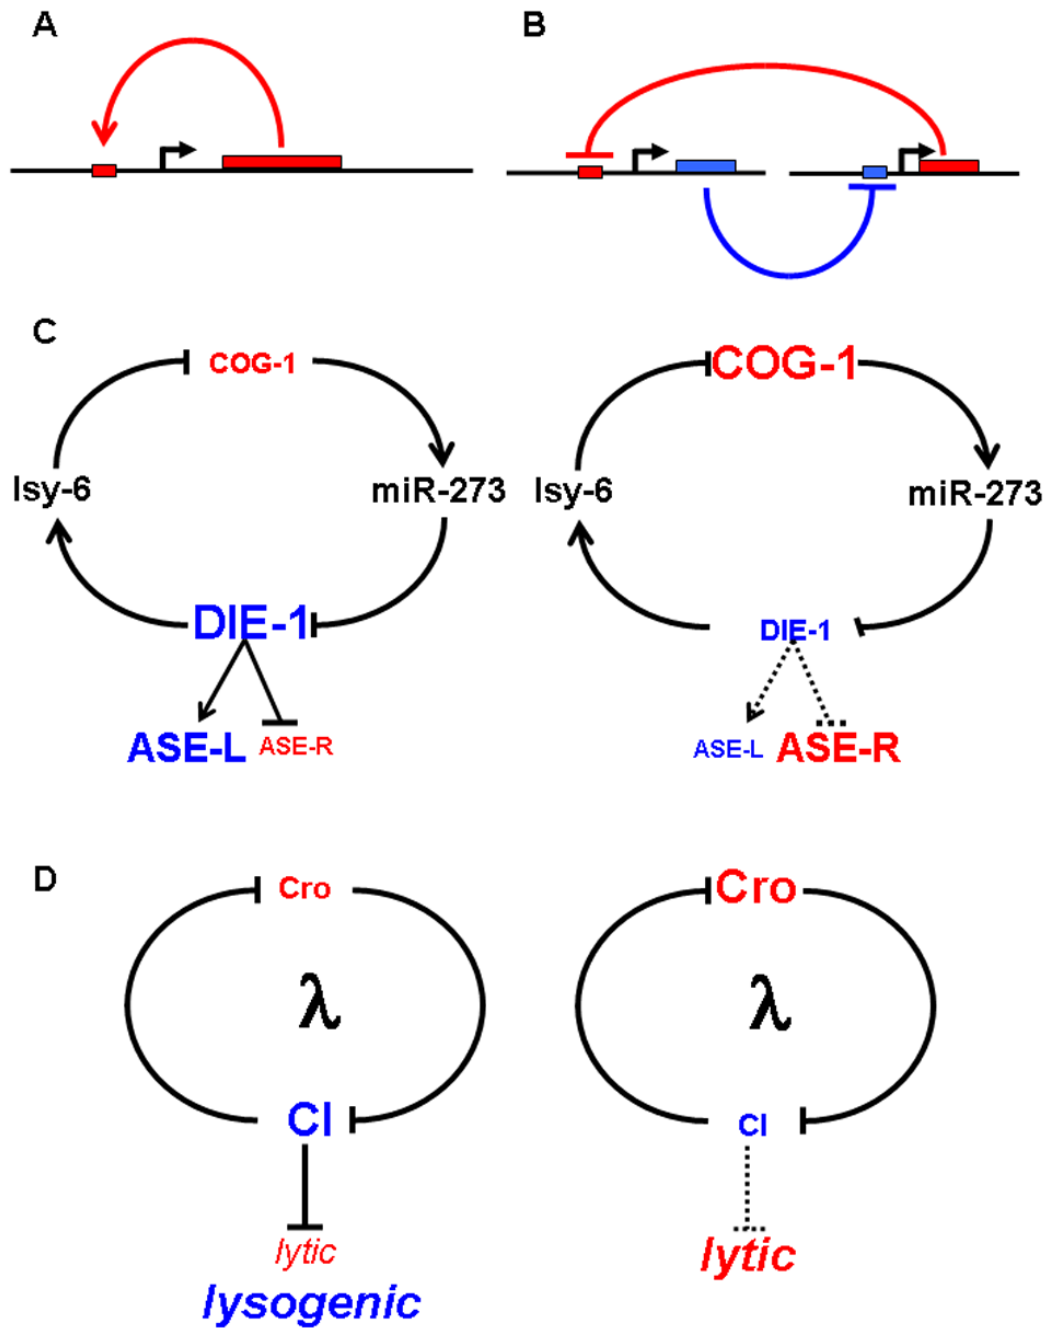 A
B
C
COG-1
COG-1
lsy-6
miR-273
lsy-6
miR-273
DIE-1
DIE-1
ASE-L
ASE-R
ASE-L
ASE-R
D
Cro
Cro
λ
λ
CI
CI
lytic
lytic
lysogenic